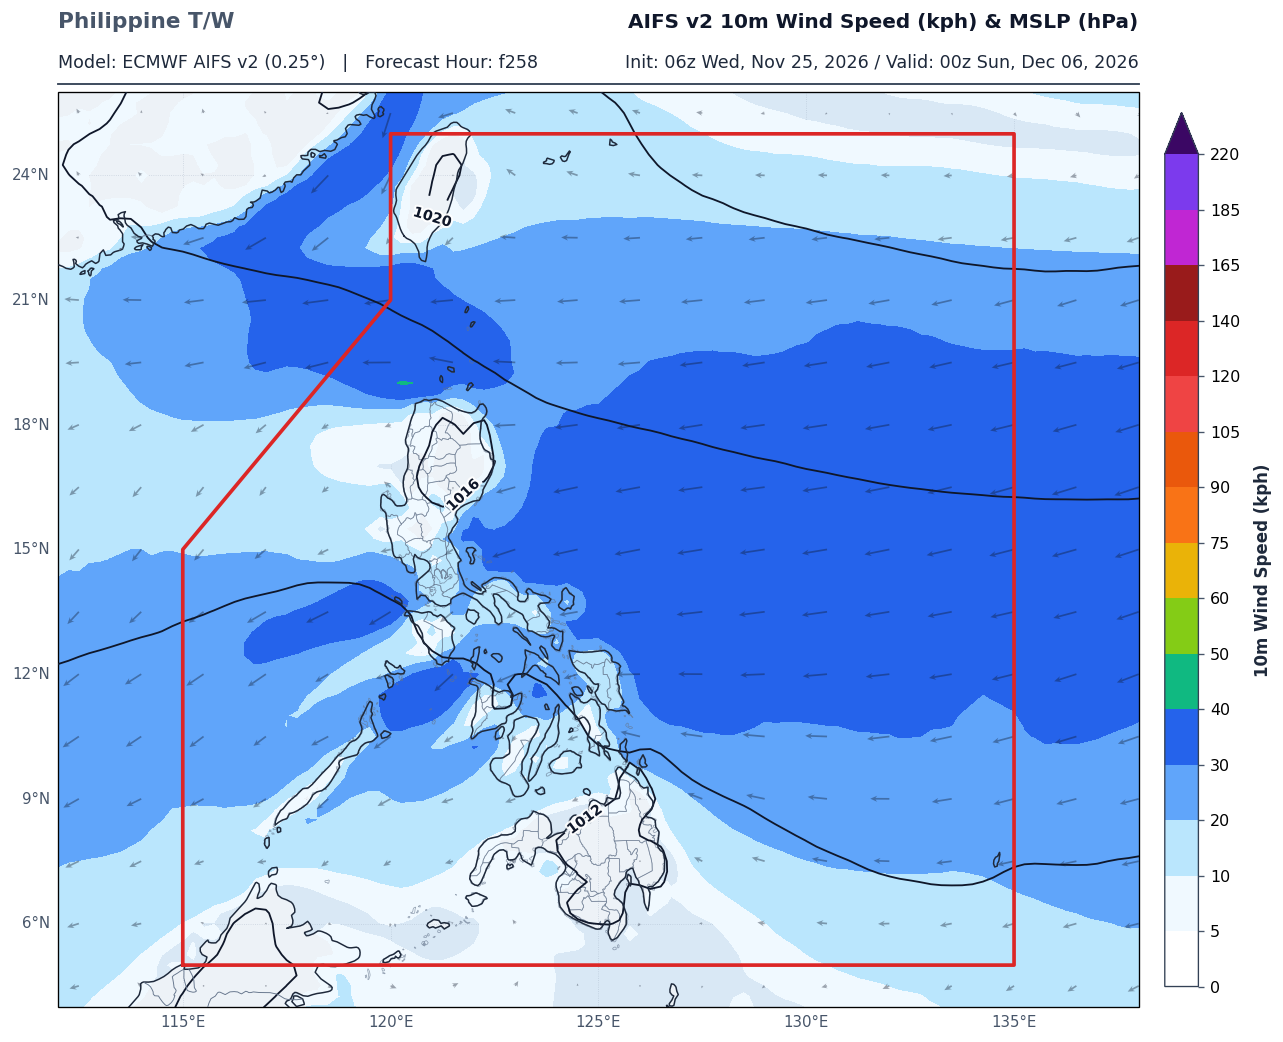 Philippine T/W
AIFS v2 10m Wind Speed (kph) & MSLP (hPa)
Model: ECMWF AIFS v2 (0.25°)   |   Forecast Hour: f258
Init: 06z Wed, Nov 25, 2026 / Valid: 00z Sun, Dec 06, 2026
24°N
21°N
18°N
15°N
12°N
9°N
6°N
115°E
120°E
125°E
130°E
135°E
1020
1016
1012
220
185
165
140
120
105
90
75
60
50
40
30
20
10
5
0
10m Wind Speed (kph)